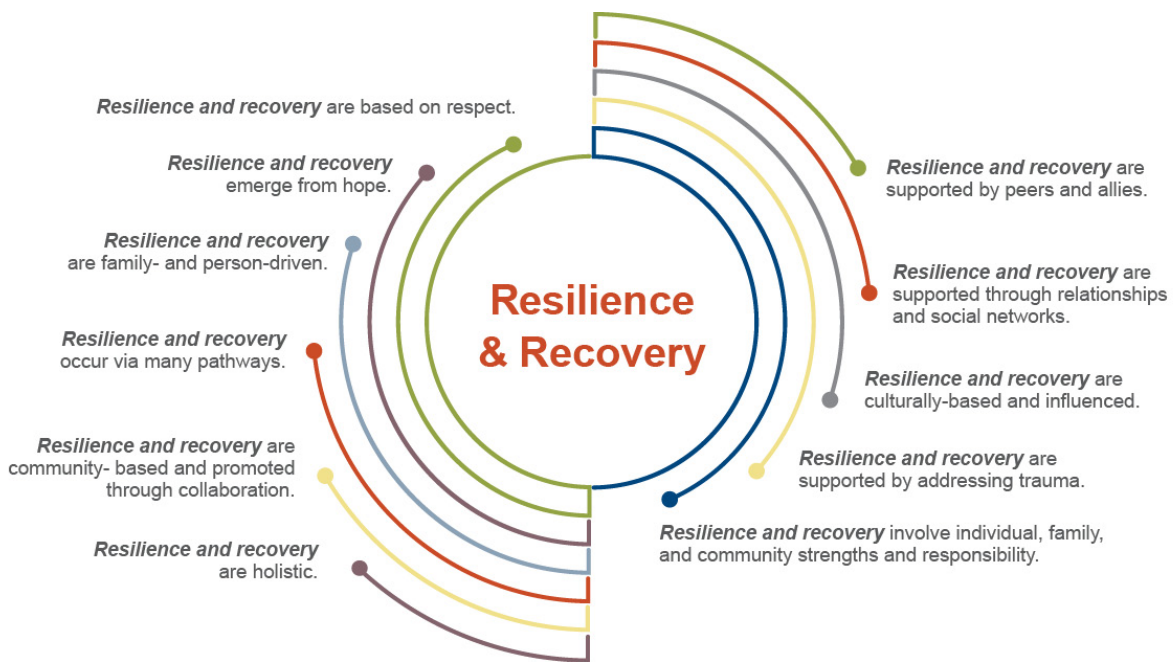 Resilience and recovery are based on respect.
Resilience and recovery
emerge from hope.
Resilience and recovery
are family- and person-driven.
Resilience and recovery
occur via many pathways.
Resilience and recovery are
community- based and promoted
through collaboration.
Resilience and recovery
are holistic.
Resilience
& Recovery
Resilience and recovery are
supported by peers and allies.
Resilience and recovery are
supported through relationships
and social networks.
Resilience and recovery are
culturally-based and influenced.
Resilience and recovery are
supported by addressing trauma.
Resilience and recovery involve individual, family,
and community strengths and responsibility.